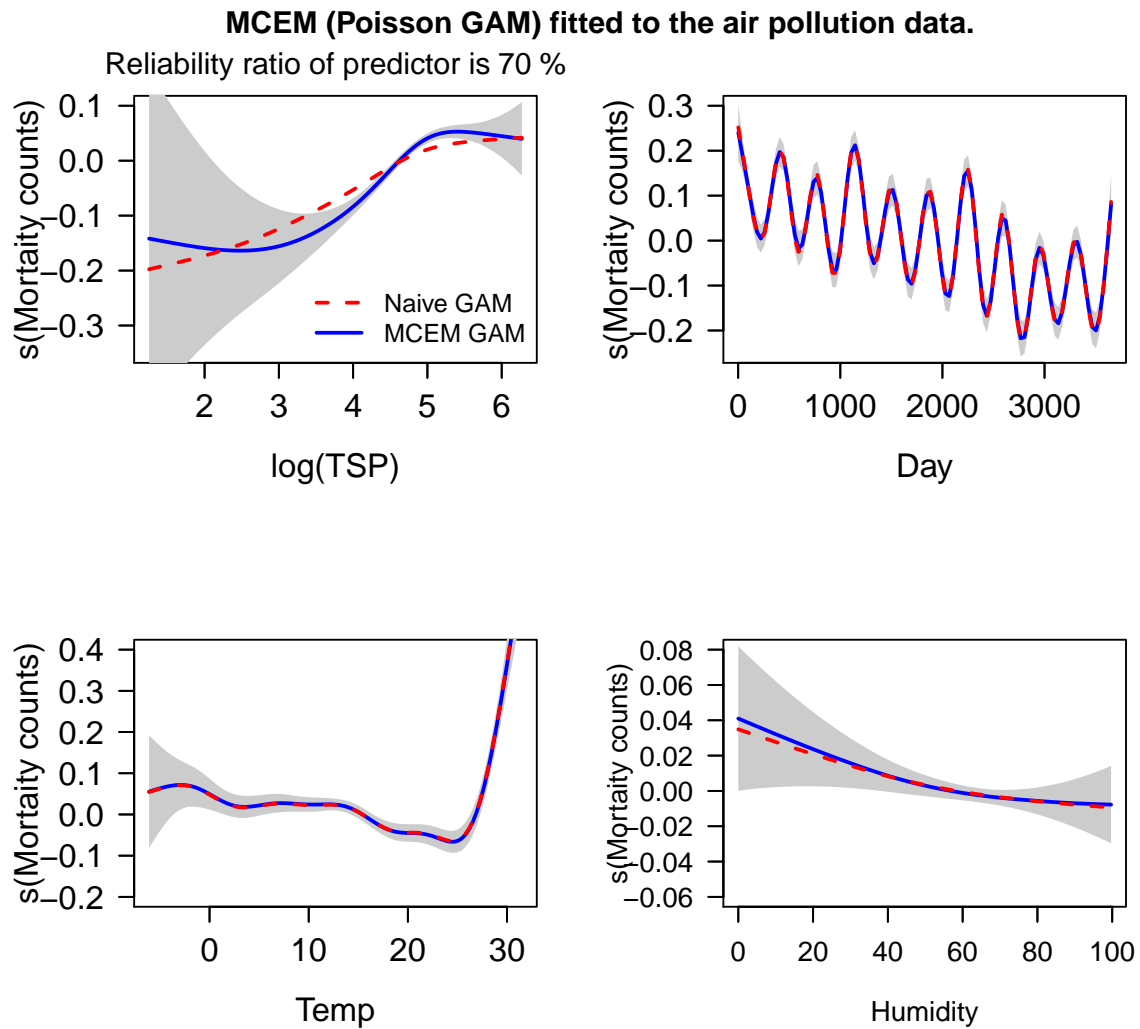 MCEM (Poisson GAM) fitted to the air pollution data.
Reliability ratio of predictor is 70 %
s(Mortaity counts)
0.1
0.0
−0.1
−0.2
−0.3
Naive GAM
MCEM GAM
2 3 4 5 6
log(TSP)
s(Mortaity counts)
0.3
0.2
0.1
0.0
−0.1
−0.2
0 1000 2000 3000
Day
s(Mortaity counts)
0.4
0.3
0.2
0.1
0.0
−0.1
−0.2
0 10 20 30
Temp
s(Mortaity counts)
0.08
0.06
0.04
0.02
0.00
−0.02
−0.04
−0.06
0 20 40 60 80 100
Humidity